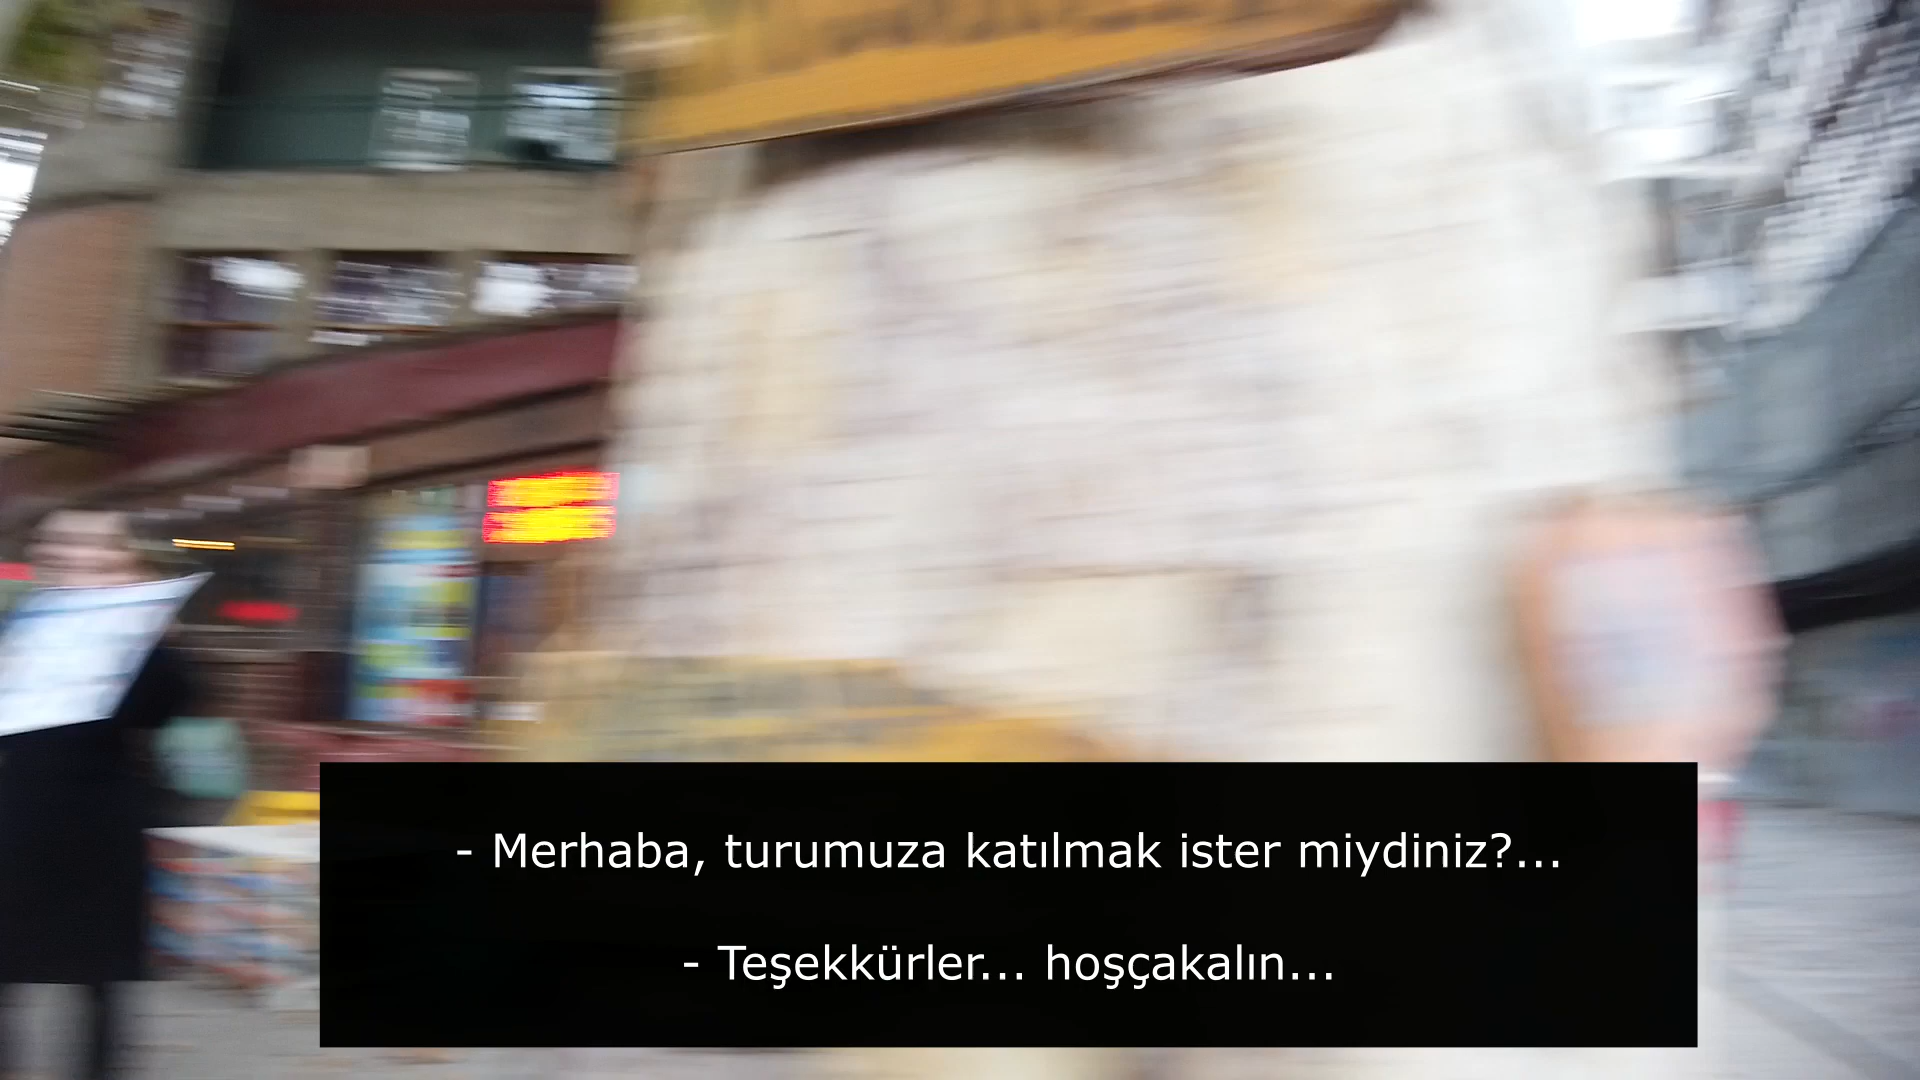 - Merhaba, turumuza katılmak ister miydiniz?...
- Teşekkürler... hoşçakalın...